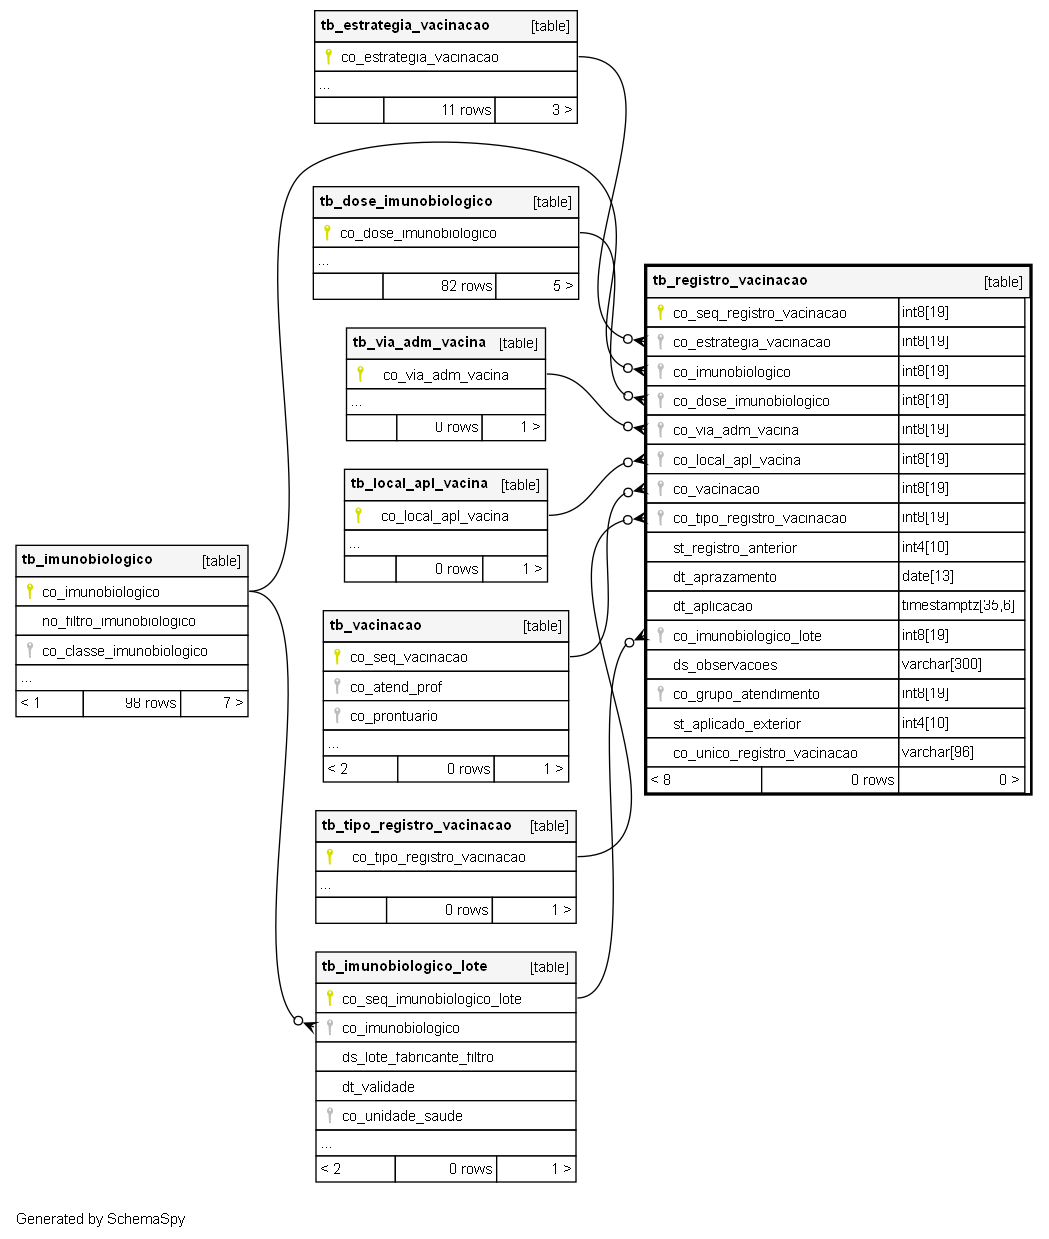 tb_estrategia_vacinacao [table]
co_estrategia_vacinacao
...
11 rows 3 >
tb_dose_imunobiologico [table]
co_dose_imunobiologico
...
82 rows 5 >
tb_via_adm_vacina [table]
co_via_adm_vacina
...
0 rows 1 >
tb_local_apl_vacina [table]
co_local_apl_vacina
...
0 rows 1 >
tb_imunobiologico [table]
co_imunobiologico
no_filtro_imunobiologico
co_classe_imunobiologico
...
< 1 98 rows 7 >
tb_vacinacao [table]
co_seq_vacinacao
co_atend_prof
co_prontuario
...
< 2 0 rows 1 >
tb_tipo_registro_vacinacao [table]
co_tipo_registro_vacinacao
...
0 rows 1 >
tb_imunobiologico_lote [table]
co_seq_imunobiologico_lote
co_imunobiologico
ds_lote_fabricante_filtro
dt_validade
co_unidade_saude
...
< 2 0 rows 1 >
tb_registro_vacinacao [table]
co_seq_registro_vacinacao int8[19]
co_estrategia_vacinacao int8[19]
co_imunobiologico int8[19]
co_dose_imunobiologico int8[19]
co_via_adm_vacina int8[19]
co_local_apl_vacina int8[19]
co_vacinacao int8[19]
co_tipo_registro_vacinacao int8[19]
st_registro_anterior int4[10]
dt_aprazamento date[13]
dt_aplicacao timestamptz[35,6]
co_imunobiologico_lote int8[19]
ds_observacoes varchar[300]
co_grupo_atendimento int8[19]
st_aplicado_exterior int4[10]
co_unico_registro_vacinacao varchar[96]
< 8 0 rows 0 >
Generated by SchemaSpy